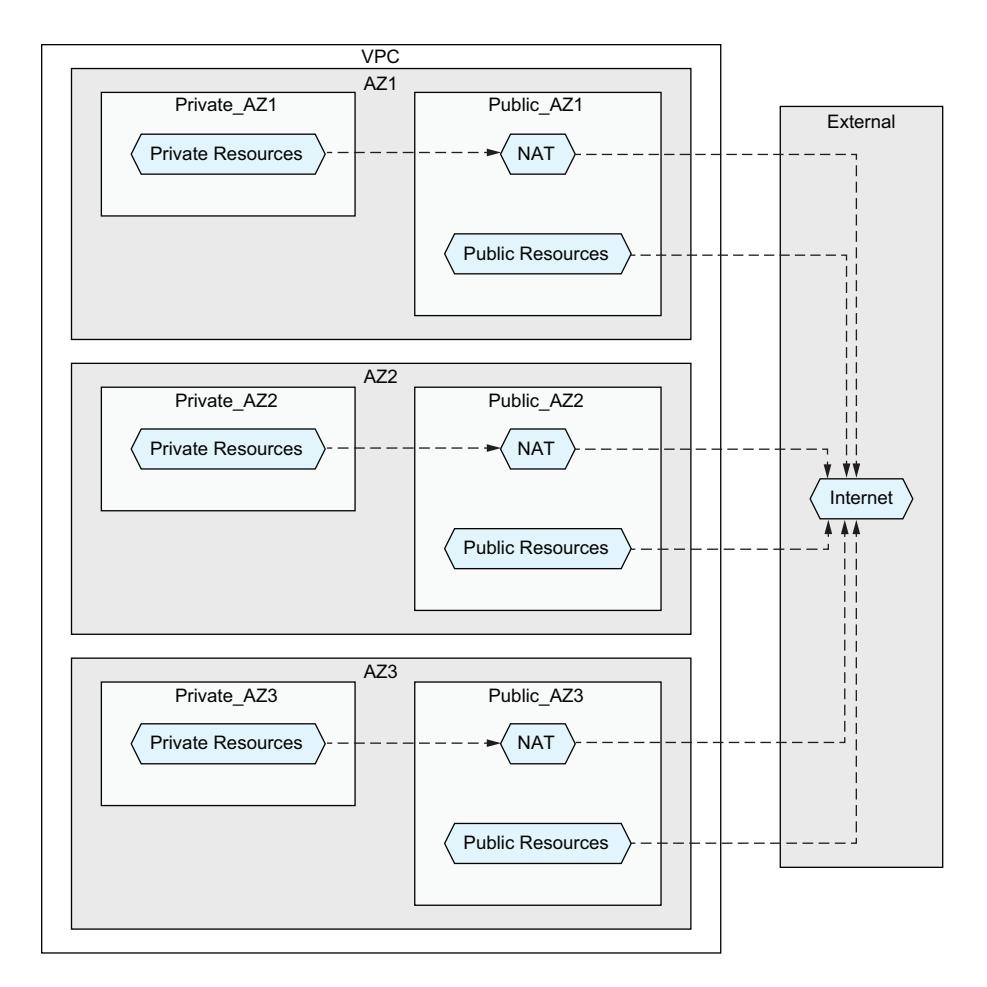 VPC
AZ1
Private_AZ1
Public_AZ1
Private Resources
NAT
Public Resources
AZ2
Private_AZ2
Public_AZ2
Private Resources
NAT
Public Resources
AZ3
Private_AZ3
Public_AZ3
Private Resources
NAT
Public Resources
External
Internet